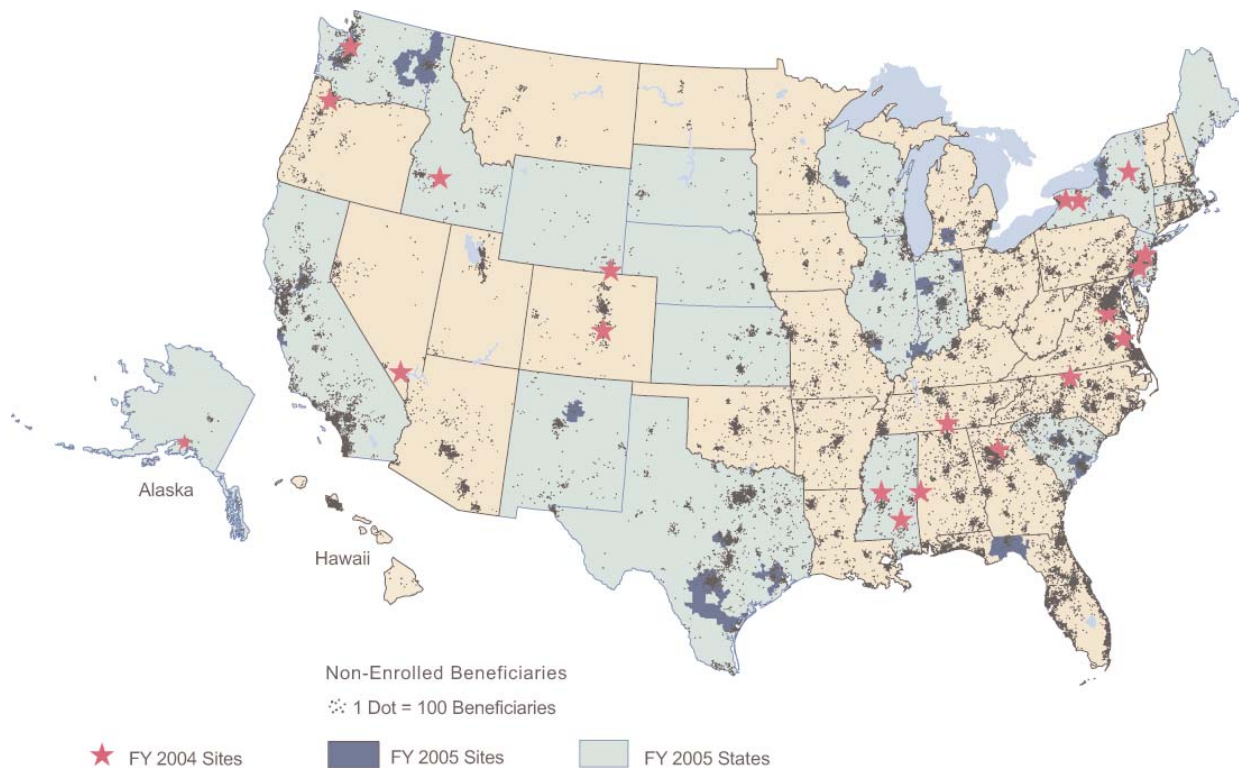 Alaska
Hawaii
Non-Enrolled Beneficiaries
1 Dot = 100 Beneficiaries
FY 2004 Sites
FY 2005 Sites
FY 2005 States